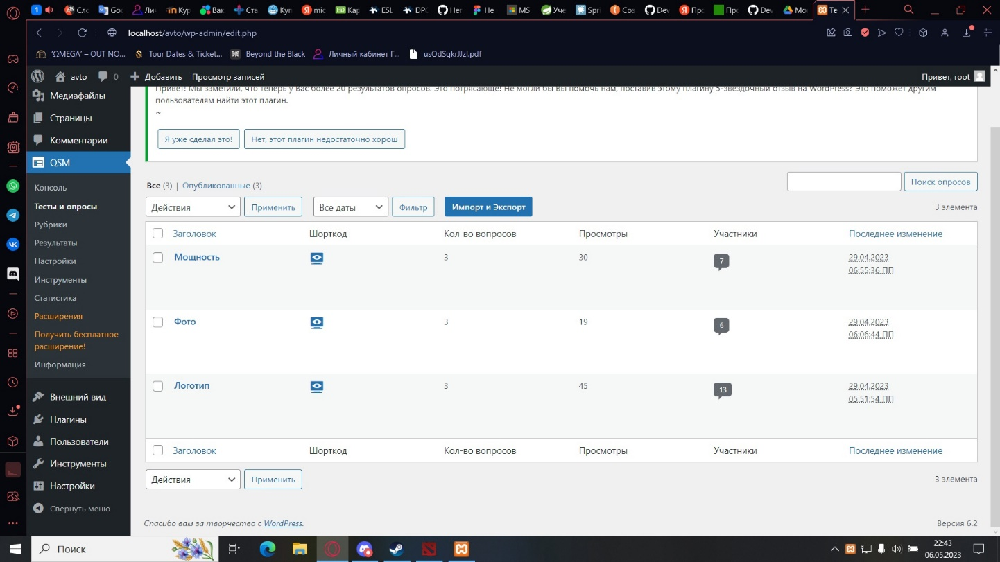 1
Сло
Goo
Ли
Кур
Вак
Ста
Куп
mic
HD Кар
ESL
DPC
Нег
Не
MS
Уче
Spri
Соз
Dev
Прс
Прс
Dev
Мо
Те
localhost/avto/wp-admin/edit.php
'ΩMEGA' – OUT NO...
Tour Dates & Ticket...
Beyond the Black
Личный кабинет Г...
usOdSqkrJJzl.pdf
avto
0
Добавить
Просмотр записей
Привет, root
Медиафайлы
Страницы
Комментарии
QSM
Консоль
Тесты и опросы
Рубрики
Результаты
Настройки
Инструменты
Статистика
Расширения
Получить бесплатное
расширение!
Информация
Внешний вид
Плагины
Пользователи
Инструменты
Настройки
Свернуть меню
Привет! Мы заметили, что теперь у Вас более 20 результатов опросов. Это потрясающе! Не могли бы Вы помочь нам, поставив этому плагину 5-звездочный отзыв на WordPress? Это поможет другим
пользователям найти этот плагин.
~
Я уже сделал это!
Нет, этот плагин недостаточно хорош
Все (3) | Опубликованные (3)
Поиск опросов
Действия
Применить
Все даты
Фильтр
Импорт и Экспорт
3 элемента
Заголовок Шорткод Кол-во вопросов Просмотры Участники Последнее изменение
Мощность 3 30 7 29.04.2023
06:55:36 ПП
Фото 3 19 6 29.04.2023
06:06:44 ПП
Логотип 3 45 13 29.04.2023
05:51:54 ПП
Заголовок Шорткод Кол-во вопросов Просмотры Участники Последнее изменение
Действия
Применить
3 элемента
Спасибо вам за творчество с WordPress.
Версия 6.2
Поиск
22:43
06.05.2023